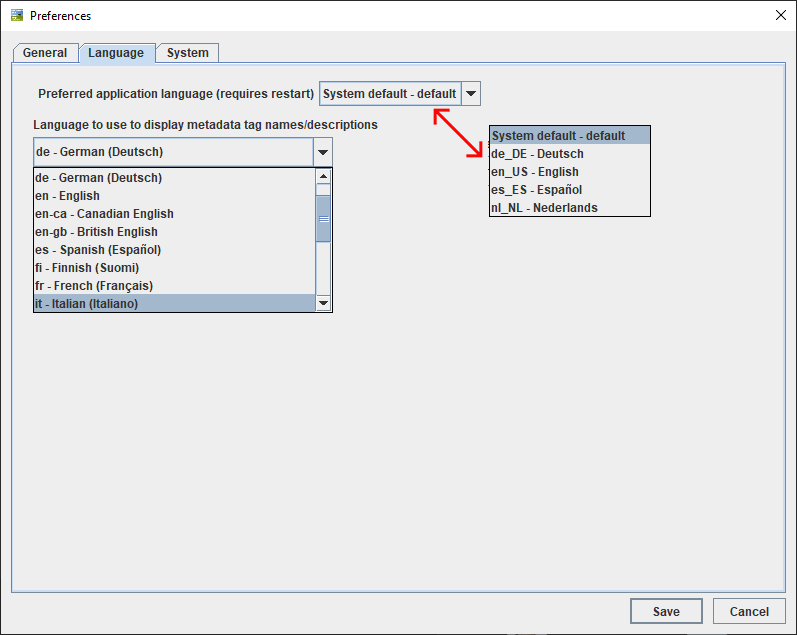 Preferences
General Language System
Preferred application language (requires restart) System default - default
Language to use to display metadata tag names/descriptions
de - German (Deutsch)
de - German (Deutsch)
en - English
en-ca - Canadian English
en-gb - British English
es - Spanish (Español)
fi - Finnish (Suomi)
fr - French (Français)
it - Italian (Italiano)
System default - default
de_DE - Deutsch
en_US - English
es_ES - Español
nl_NL - Nederlands
Save Cancel